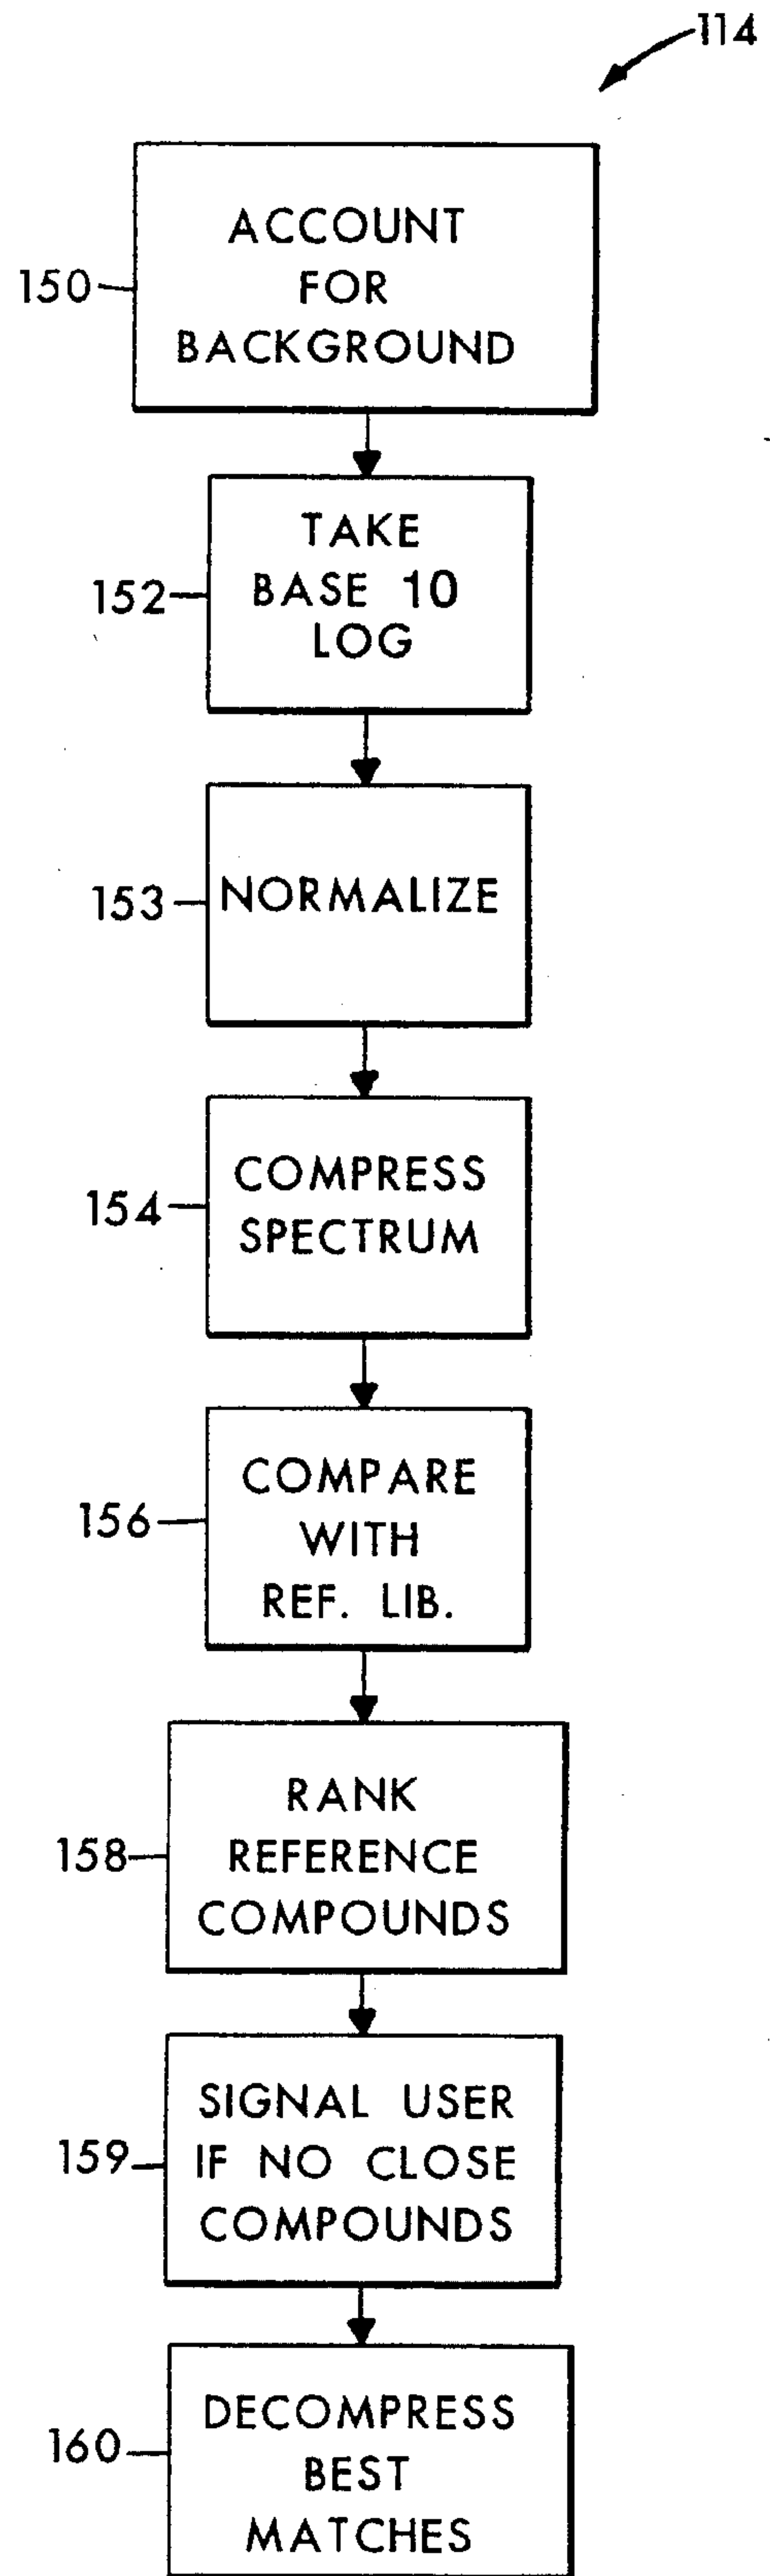 114
150
ACCOUNT
FOR
BACKGROUND
152
TAKE
BASE 10
LOG
153
NORMALIZE
154
COMPRESS
SPECTRUM
156
COMPARE
WITH
REF. LIB.
158
RANK
REFERENCE
COMPOUNDS
159
SIGNAL USER
IF NO CLOSE
COMPOUNDS
160
DECOMPRESS
BEST
MATCHES